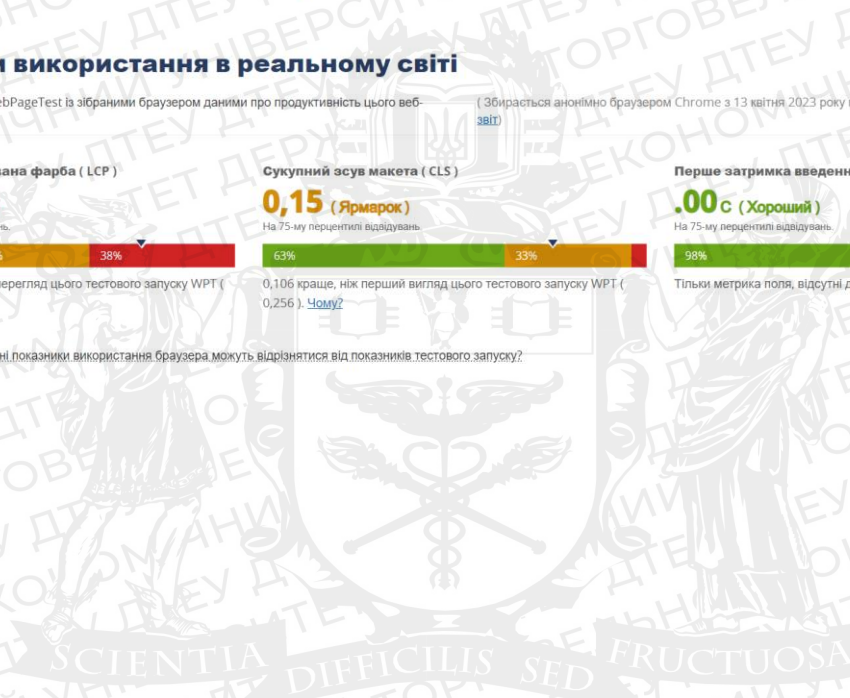 и використання в реальному світі
ebPageTest із зібраними браузером даними про продуктивність цього веб-
( Збирається анонімно браузером Chrome з 13 квітня 2023 року
звіт)
вана фарба ( LCP )
38%
ерегляд цього тестового запуску WPT (
Сукупний зсув макета ( CLS )
0,15 ( Ярмарок )
На 75-му перцентилі відвідувань
63%
33%
0,106 краще, ніж перший вигляд цього тестового запуску WPT (
0,256 ). Чому?
Перше затримка введенн
.00 С ( Хороший )
На 75-му перцентилі відвідувань.
98%
Тільки метрика поля, відсутні д
ні показники використання браузера можуть відрізнятися від показників тестового запуску?
SCIENTIA DIFFICILIS SED FRUCTUOSA